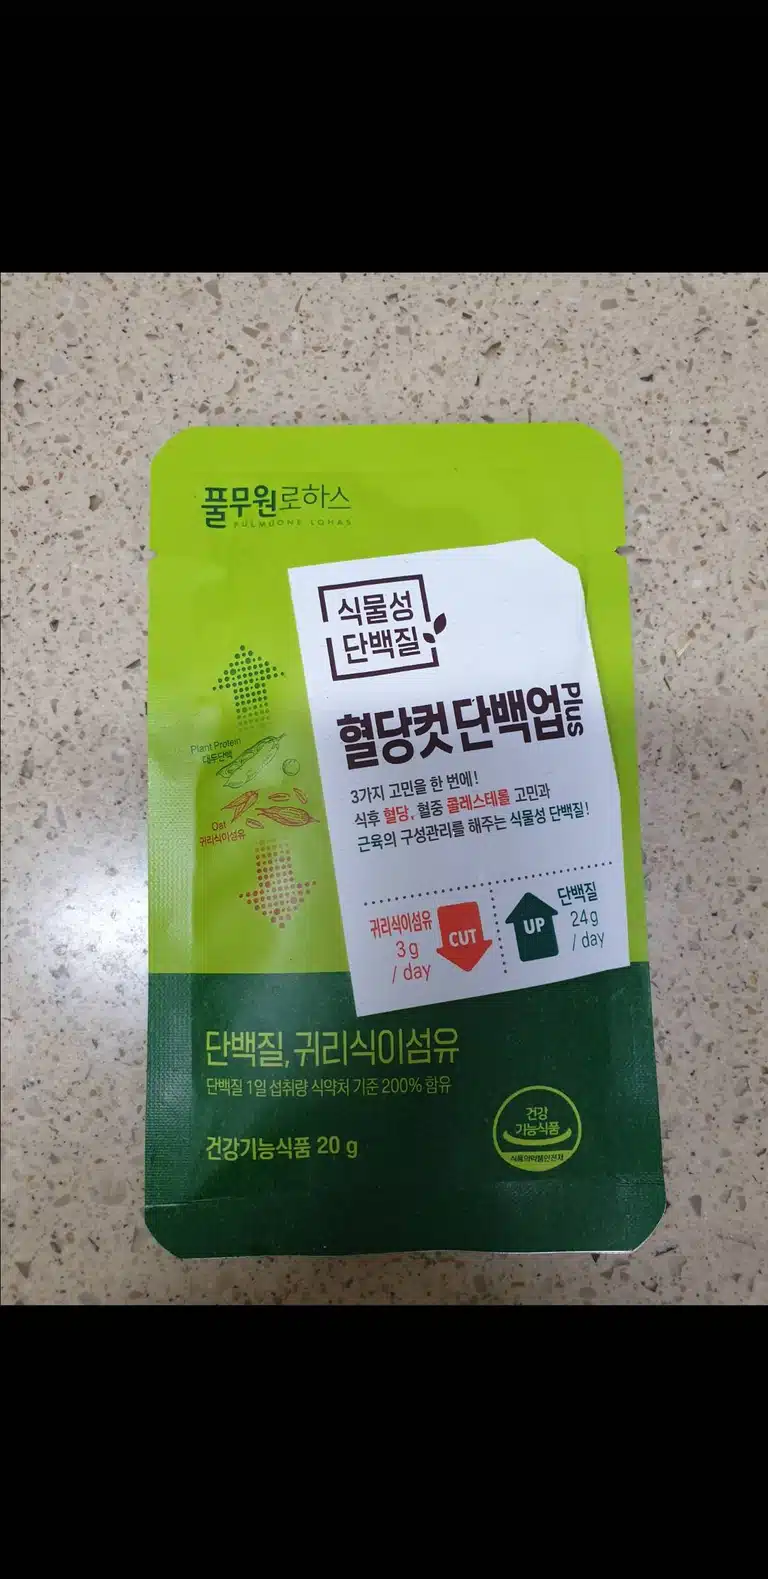 풀무원로하스
PULMUONE LOHAS
식물성
단백질
혈당컷 단백업 Plus
3가지 고민을 한 번에!
식후 혈당, 혈중 콜레스테롤 고민과
근육의 구성관리를 해주는 식물성 단백질!
Plant Protein
대두단백
Oat
귀리식이섬유
귀리식이섬유
3g
/ day
CUT
UP
단백질
24g
/ day
단백질, 귀리식이섬유
단백질 1일 섭취량 식약처 기준 200% 함유
건강기능식품 20 g
건강
기능식품
식품의약품안전처